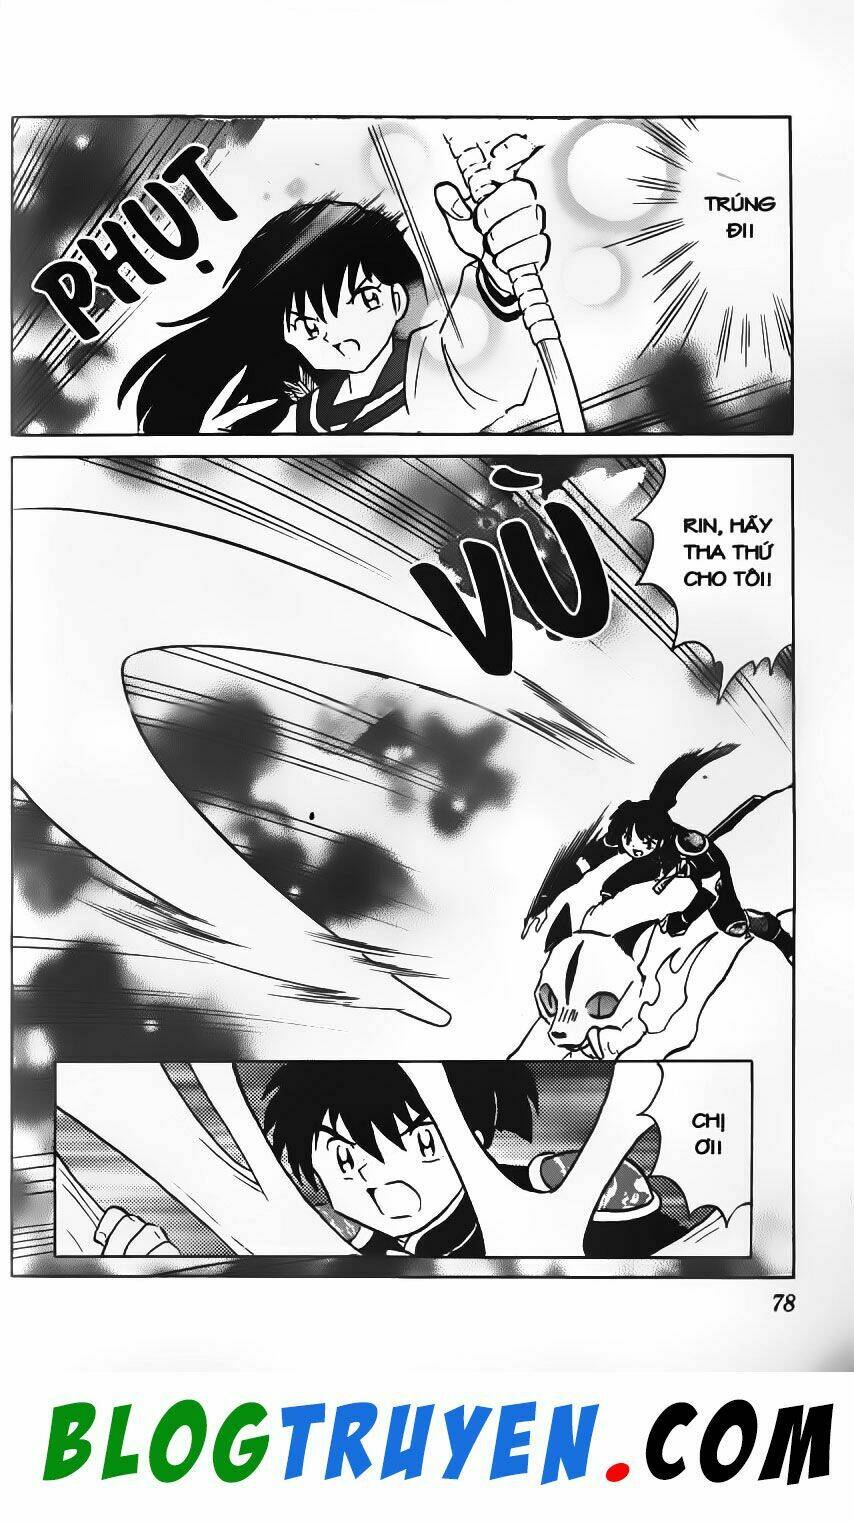 PHỤT
TRÚNG
ĐI!
RIN, HÃY
THA THỨ
CHO TÔI!
VÙ
CHỊ
ƠI!
78
BLOGTRUYEN.COM